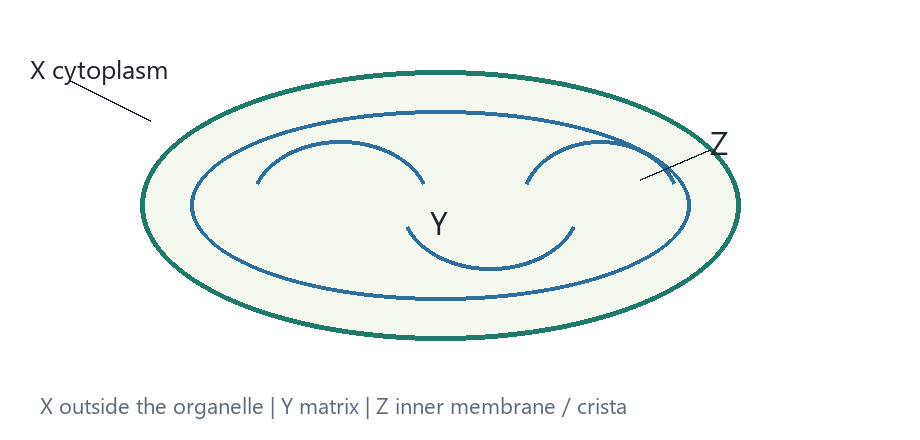 X cytoplasm
Z
Y
X outside the organelle | Y matrix | Z inner membrane / crista